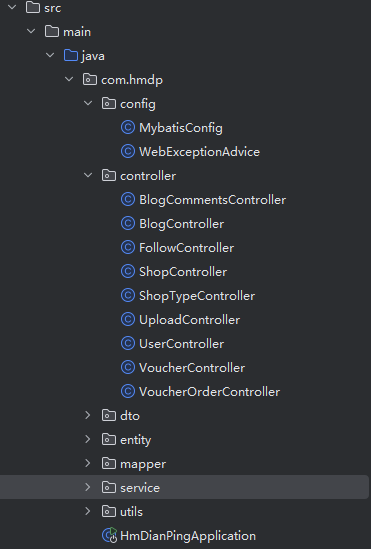 src
main
java
com.hmdp
config
MybatisConfig
WebExceptionAdvice
controller
BlogCommentsController
BlogController
FollowController
ShopController
ShopTypeController
UploadController
UserController
VoucherController
VoucherOrderController
dto
entity
mapper
service
utils
HmDianPingApplication